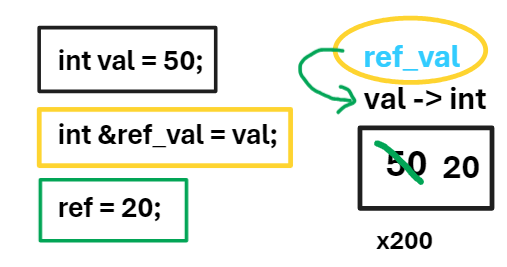 int val = 50;
int &ref_val = val;
ref = 20;
ref_val
val -> int
50 20
x200